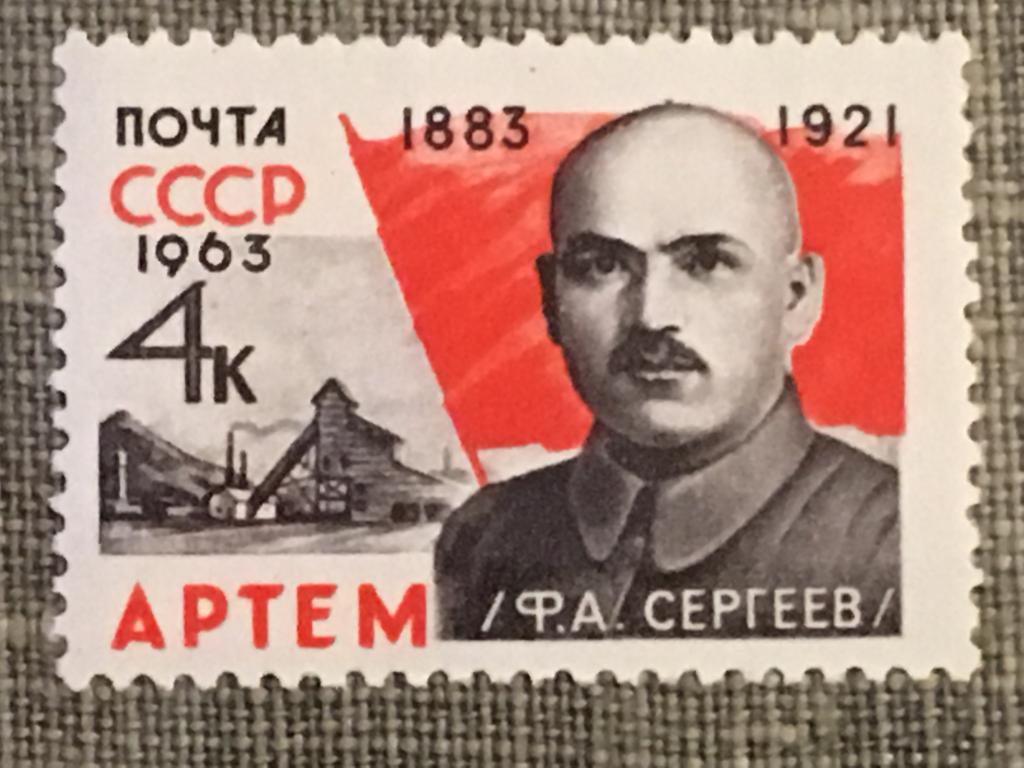 ПОЧТА
СССР
1963
4к
1883 1921
АРТЕМ
/Ф.А. СЕРГЕЕВ/